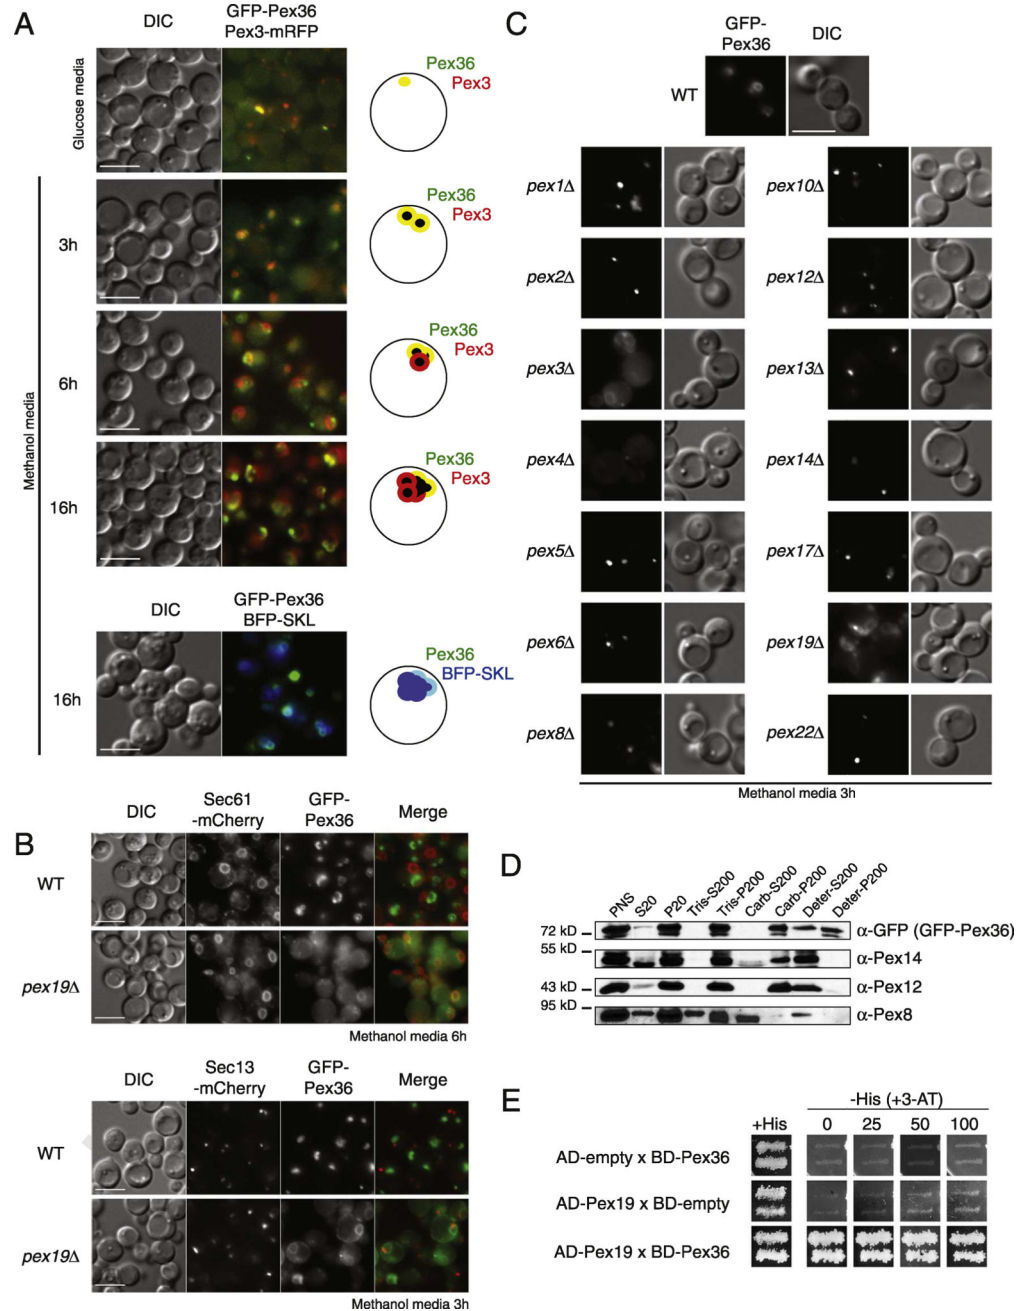 A
DIC
GFP-Pex36
Pex3-mRFP
Glucose media
Pex36
Pex3
Methanol media
3h
Pex36
Pex3
6h
Pex36
Pex3
16h
Pex36
Pex3
DIC
GFP-Pex36
BFP-SKL
16h
Pex36
BFP-SKL
B
DIC
Sec61
-mCherry
GFP-
Pex36
Merge
WT
pex19Δ
Methanol media 6h
DIC
Sec13
-mCherry
GFP-
Pex36
Merge
WT
pex19Δ
Methanol media 3h
C
GFP-
Pex36
DIC
WT
pex1Δ
pex10Δ
pex2Δ
pex12Δ
pex3Δ
pex13Δ
pex4Δ
pex14Δ
pex5Δ
pex17Δ
pex6Δ
pex19Δ
pex8Δ
pex22Δ
Methanol media 3h
D
PNS
S20
P20
Tris-S200
Tris-P200
Carb-S200
Carb-P200
Deter-S200
Deter-P200
72 kD
α-GFP (GFP-Pex36)
55 kD
α-Pex14
43 kD
α-Pex12
95 kD
α-Pex8
E
-His (+3-AT)
+His 0 25 50 100
AD-empty x BD-Pex36
AD-Pex19 x BD-empty
AD-Pex19 x BD-Pex36